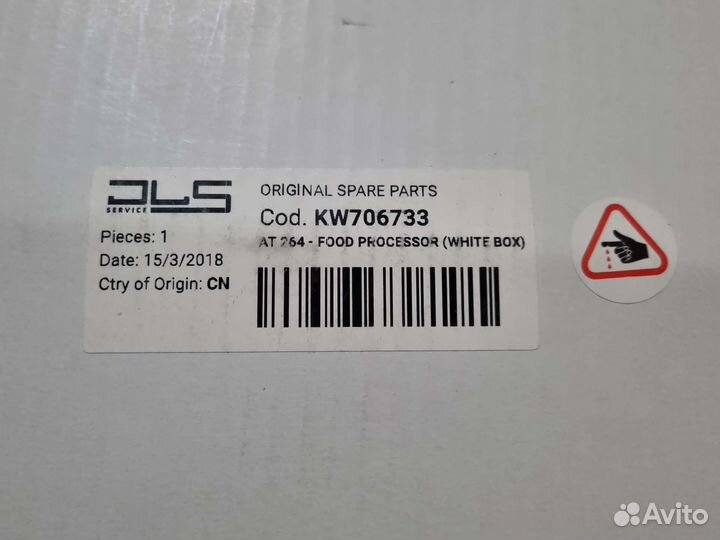 DLS
SERVICE
ORIGINAL SPARE PARTS
Cod. KW706733
Pieces: 1
AT 264 - FOOD PROCESSOR (WHITE BOX)
Date: 15/3/2018
Ctry of Origin: CN
Avito